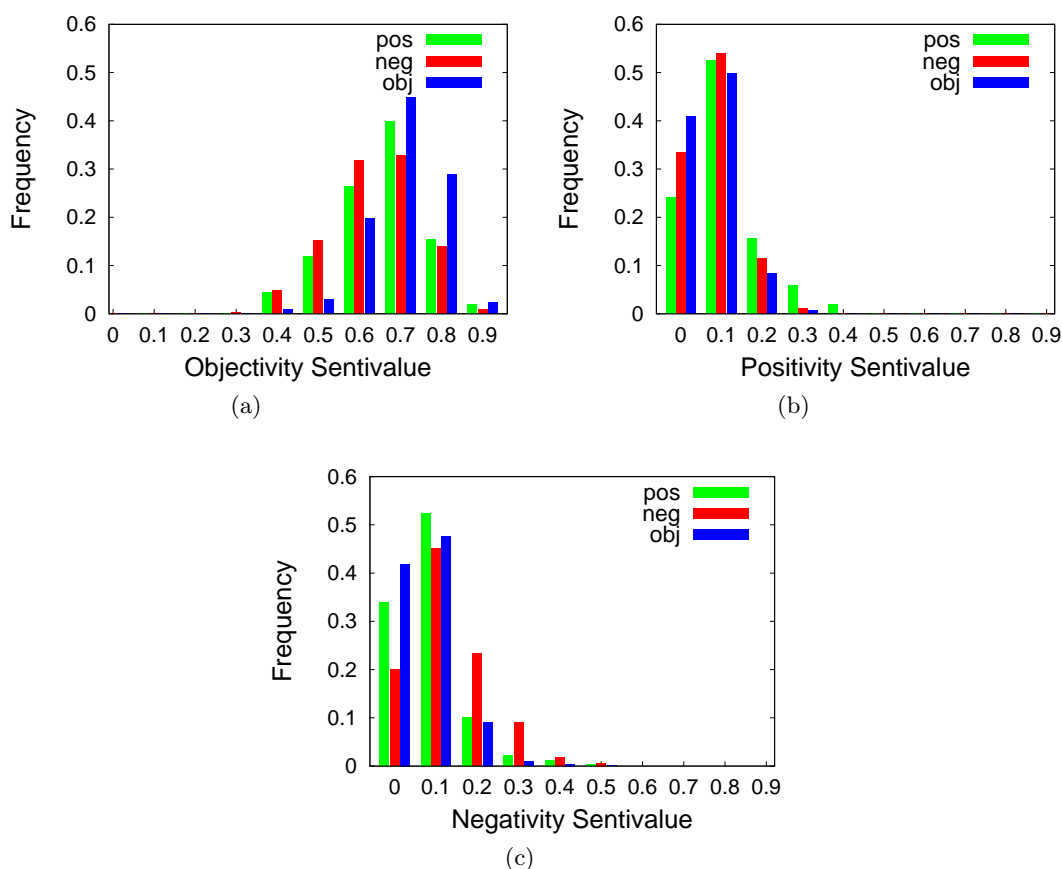 0.6
0.5
0.4
0.3
0.2
0.1
0
Frequency
pos
neg
obj
0 0.1 0.2 0.3 0.4 0.5 0.6 0.7 0.8 0.9
Objectivity Sentivalue
(a)
0.6
0.5
0.4
0.3
0.2
0.1
0
Frequency
pos
neg
obj
0 0.1 0.2 0.3 0.4 0.5 0.6 0.7 0.8 0.9
Positivity Sentivalue
(b)
0.6
0.5
0.4
0.3
0.2
0.1
0
Frequency
pos
neg
obj
0 0.1 0.2 0.3 0.4 0.5 0.6 0.7 0.8 0.9
Negativity Sentivalue
(c)